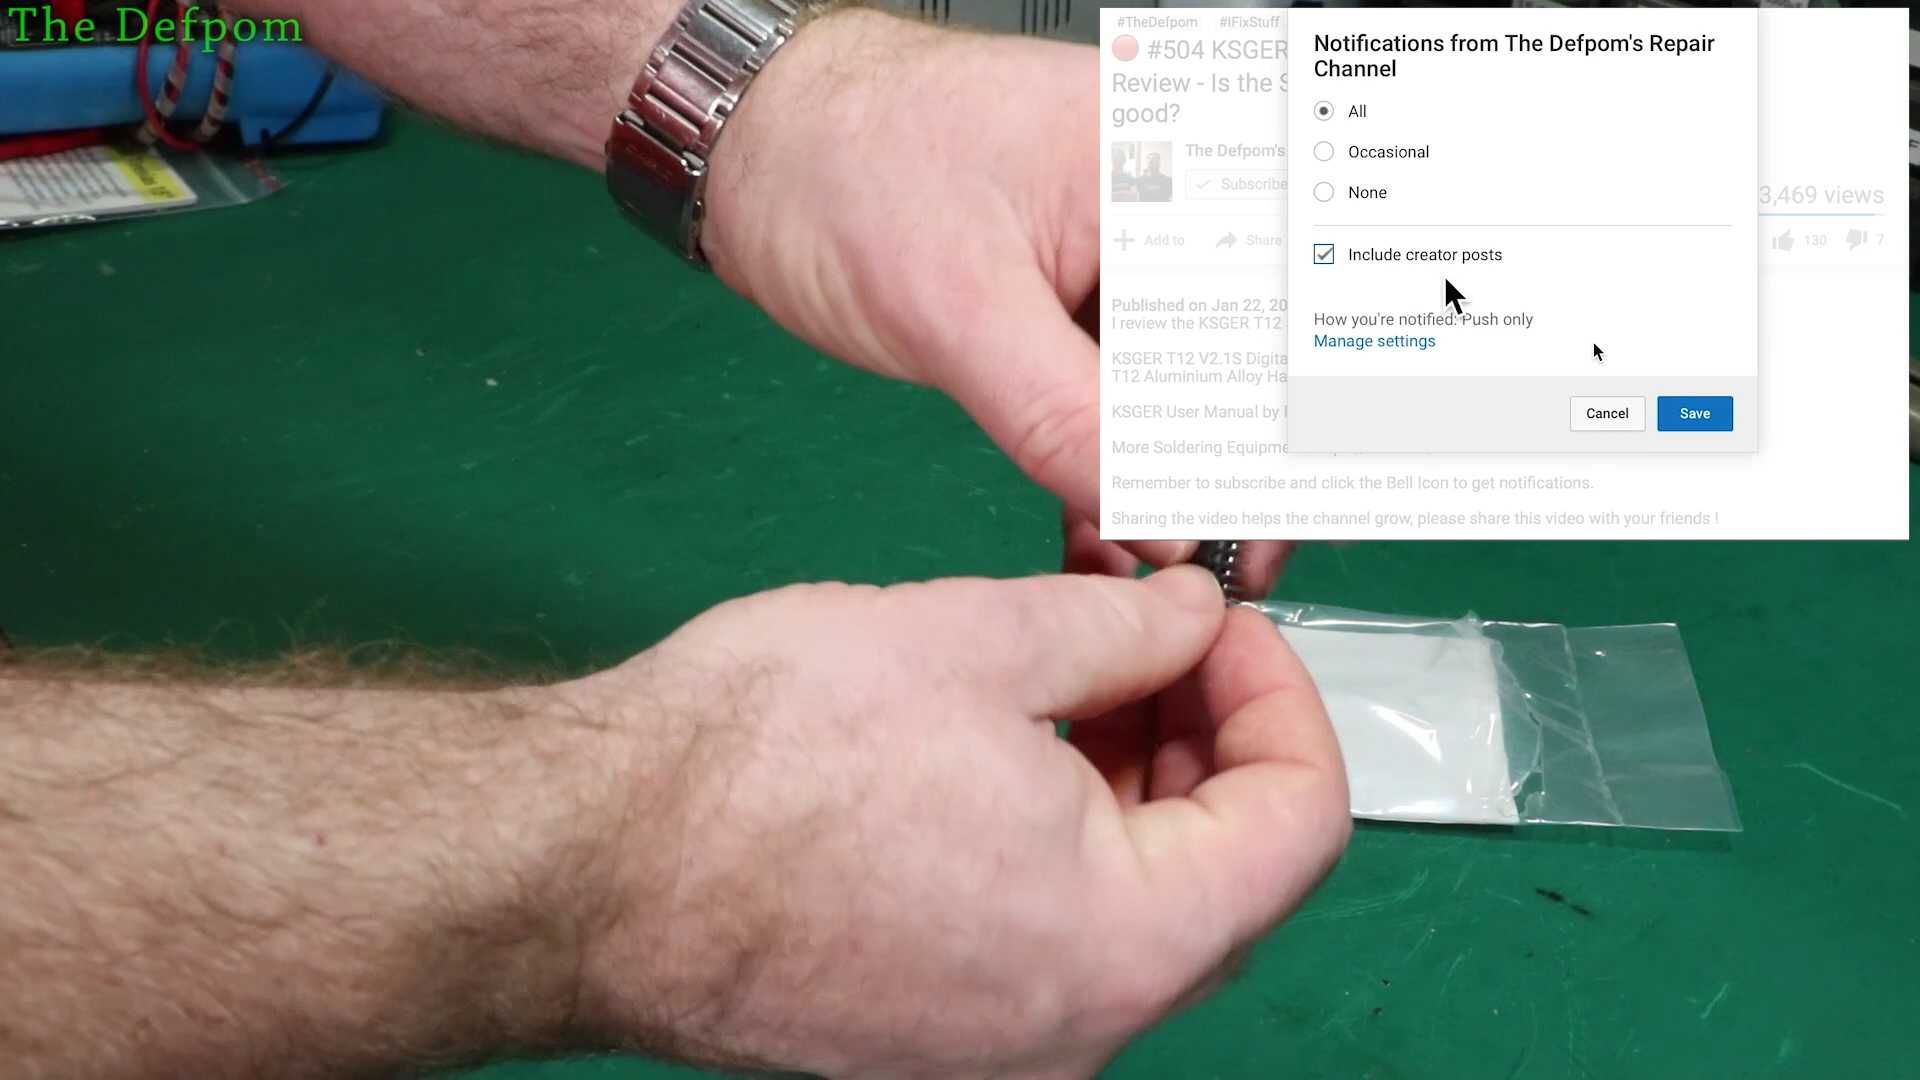 The Defpom
#TheDefpom #IFixStuff
#504 KSGER
Review - Is the S
good?
The Defpom's
Subscribe
3,469 views
Add to
Share
130
7
Published on Jan 22, 20
I review the KSGER T12
KSGER T12 V2.1S Digita
T12 Aluminium Alloy Ha
KSGER User Manual by
More Soldering Equipme
Remember to subscribe and click the Bell Icon to get notifications.
Sharing the video helps the channel grow, please share this video with your friends !
Notifications from The Defpom's Repair
Channel
All
Occasional
None
Include creator posts
How you're notified: Push only
Manage settings
Cancel
Save